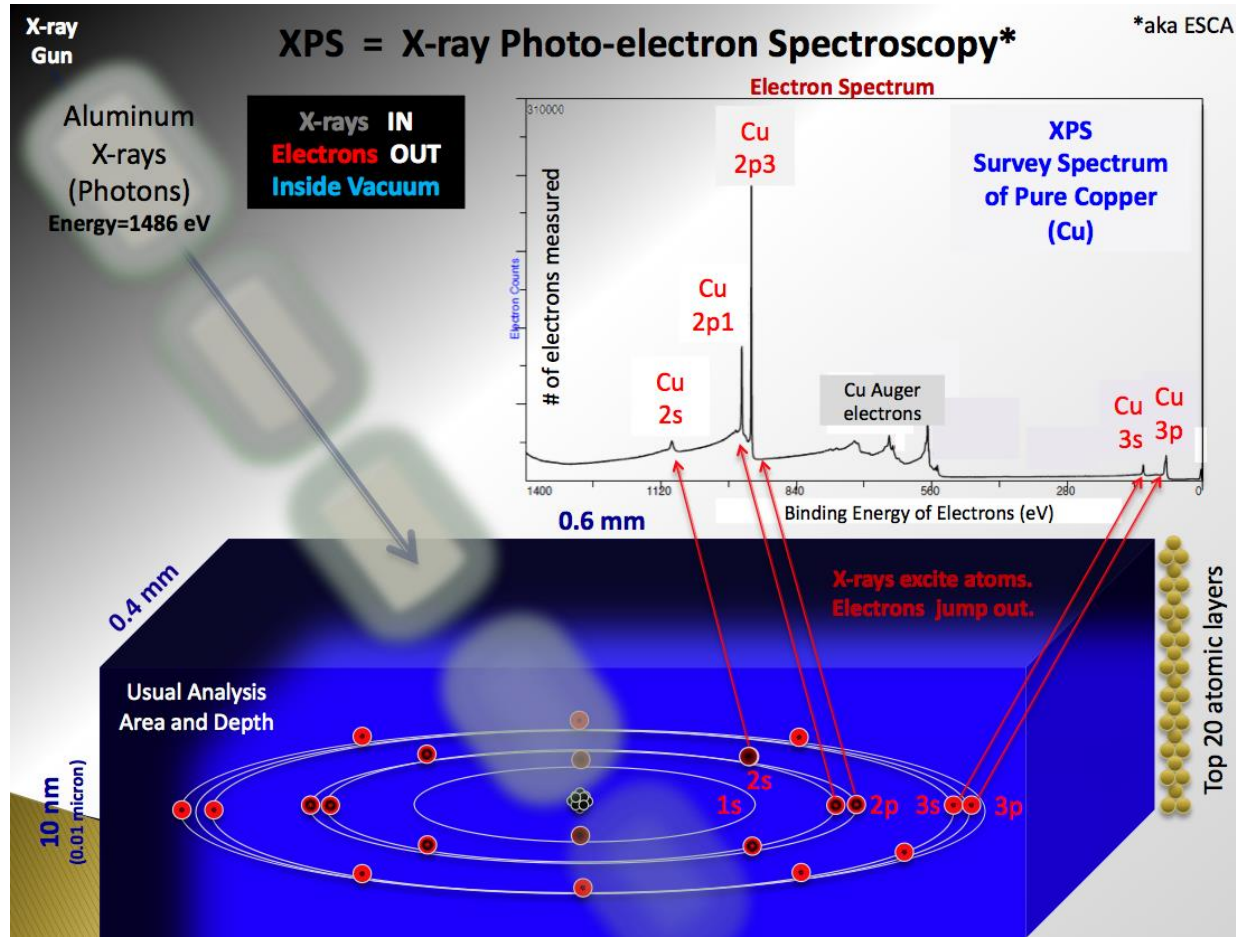 X-ray
Gun
XPS = X-ray Photo-electron Spectroscopy*
*aka ESCA
Aluminum
X-rays
(Photons)
Energy=1486 eV
X-rays IN
Electrons OUT
Inside Vacuum
Electron Spectrum
310000
Electron Counts
# of electrons measured
Cu
2p3
XPS
Survey Spectrum
of Pure Copper
(Cu)
Cu
2p1
Cu
2s
Cu Auger
electrons
Cu
3s
Cu
3p
1400
1120
840
560
280
0
Binding Energy of Electrons (eV)
0.6 mm
0.4 mm
X-rays excite atoms.
Electrons jump out.
Usual Analysis
Area and Depth
10 nm
(0.01 micron)
1s
2s
2p
3s
3p
Top 20 atomic layers